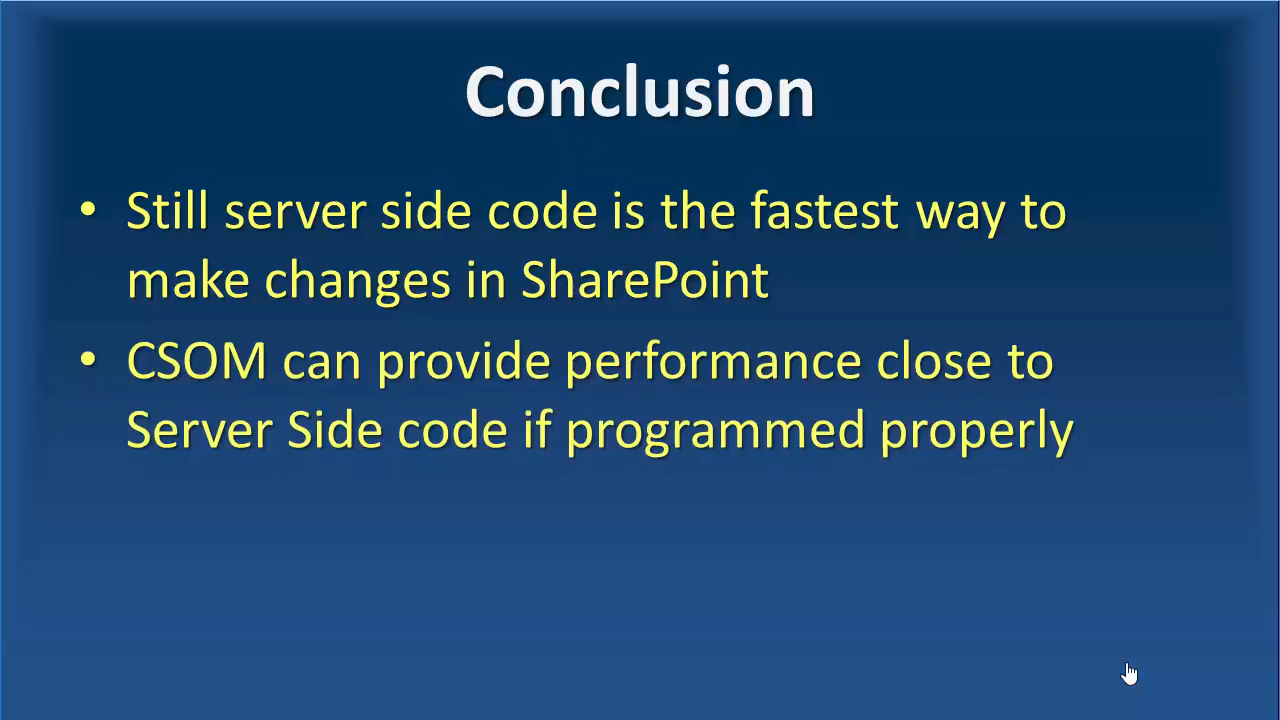 Conclusion
• Still server side code is the fastest way to
make changes in SharePoint
• CSOM can provide performance close to
Server Side code if programmed properly